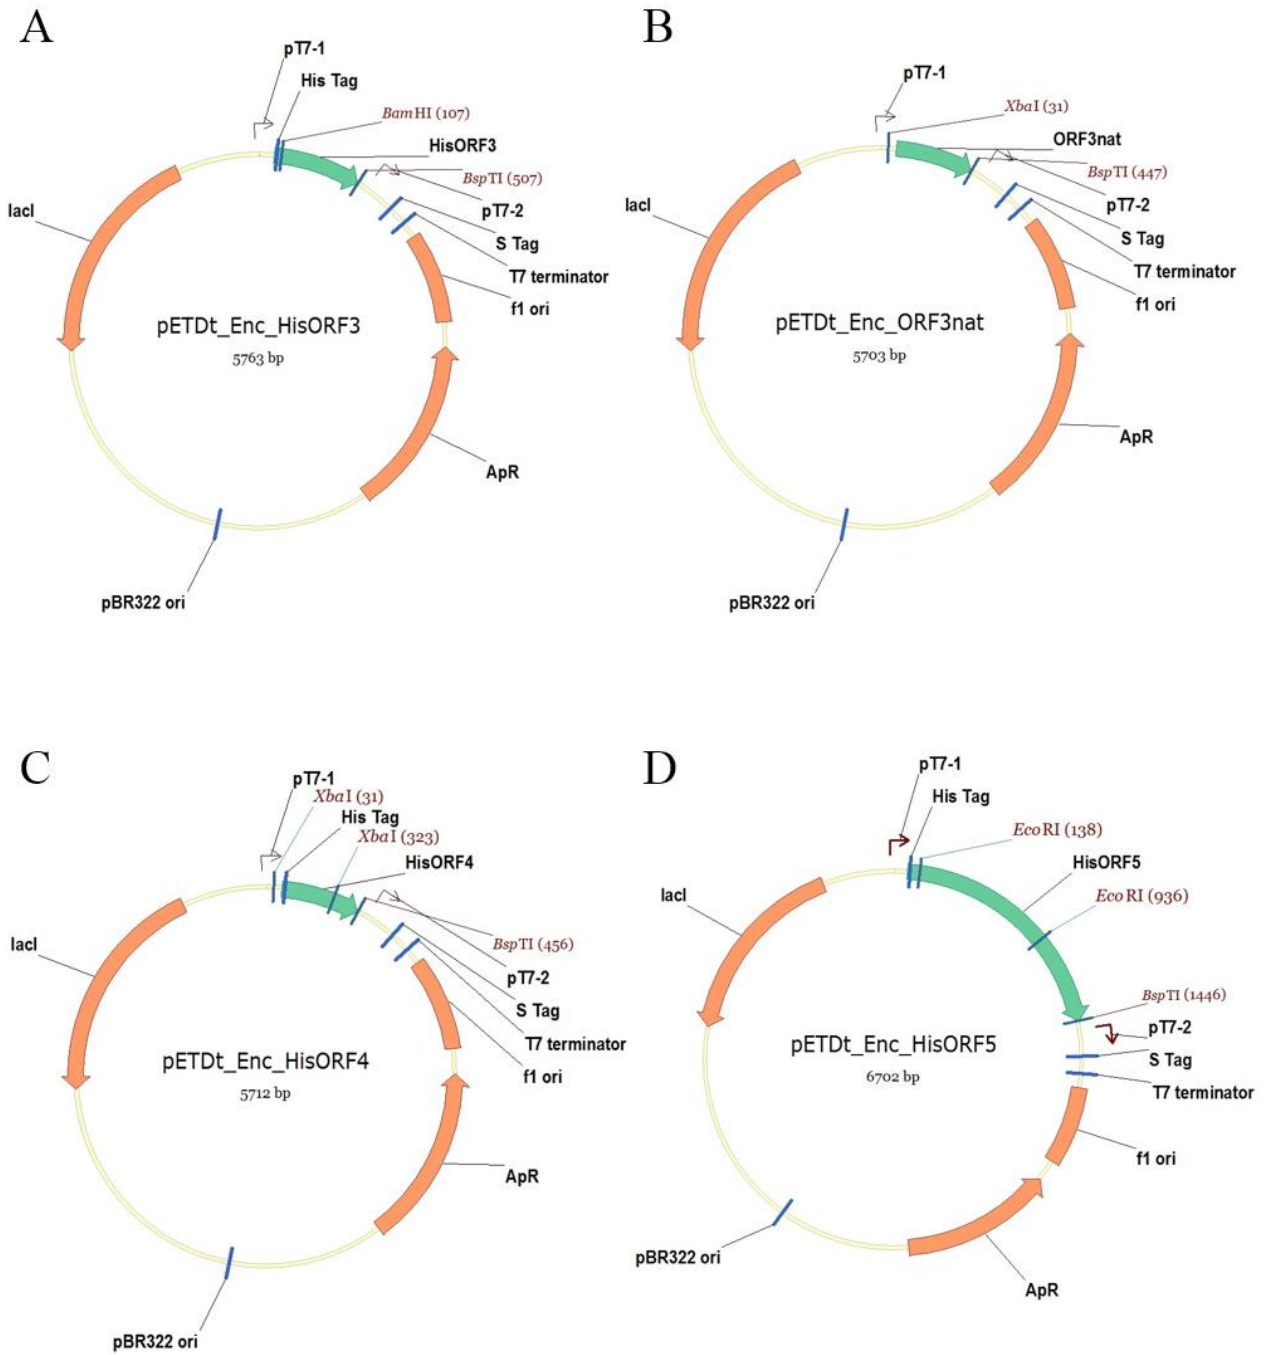 A
pT7-1
His Tag
BamHI (107)
HisORF3
BspTI (507)
pT7-2
S Tag
T7 terminator
f1 ori
lacI
pETDt_Enc_HisORF3
5763 bp
ApR
pBR322 ori
B
pT7-1
XbaI (31)
ORF3nat
BspTI (447)
pT7-2
S Tag
T7 terminator
f1 ori
lacI
pETDt_Enc_ORF3nat
5703 bp
ApR
pBR322 ori
C
pT7-1
XbaI (31)
His Tag
XbaI (323)
HisORF4
BspTI (456)
pT7-2
S Tag
T7 terminator
f1 ori
lacI
pETDt_Enc_HisORF4
5712 bp
ApR
pBR322 ori
D
pT7-1
His Tag
EcoRI (138)
HisORF5
EcoRI (936)
BspTI (1446)
pT7-2
S Tag
T7 terminator
f1 ori
lacI
pETDt_Enc_HisORF5
6702 bp
pBR322 ori
ApR